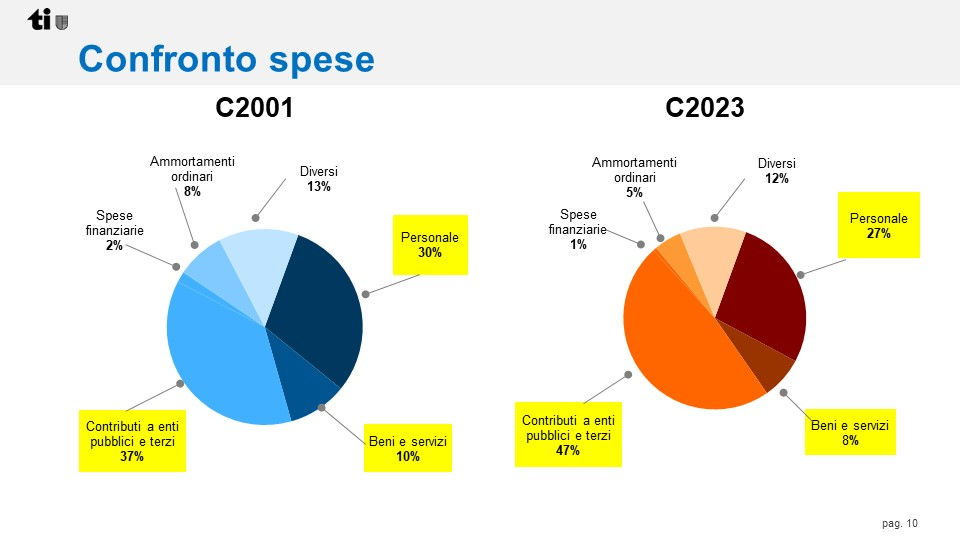 ti
Confronto spese
C2001
Ammortamenti
ordinari
8%
Diversi
13%
Spese
finanziarie
2%
Personale
30%
Contributi a enti
pubblici e terzi
37%
Beni e servizi
10%
C2023
Ammortamenti
ordinari
5%
Diversi
12%
Spese
finanziarie
1%
Personale
27%
Contributi a enti
pubblici e terzi
47%
Beni e servizi
8%
pag. 10